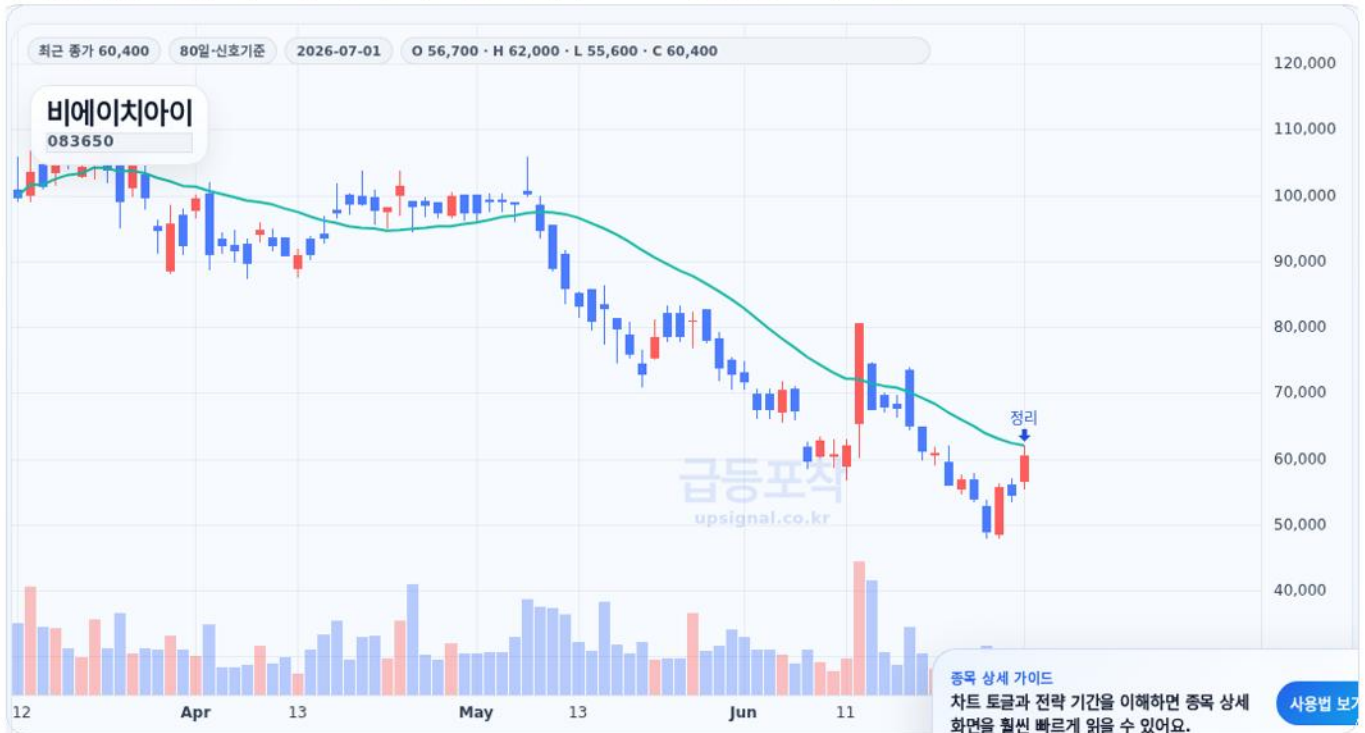 최근 종가 60,400
80일·신호기준
2026-07-01
O 56,700 · H 62,000 · L 55,600 · C 60,400
비에이치아이
083650
120,000
110,000
100,000
90,000
80,000
70,000
60,000
50,000
40,000
정리
급등포착
upsignal.co.kr
12
Apr
13
May
13
Jun
11
종목 상세 가이드
차트 토글과 전략 기간을 이해하면 종목 상세
화면을 훨씬 빠르게 읽을 수 있어요.
사용법 보기